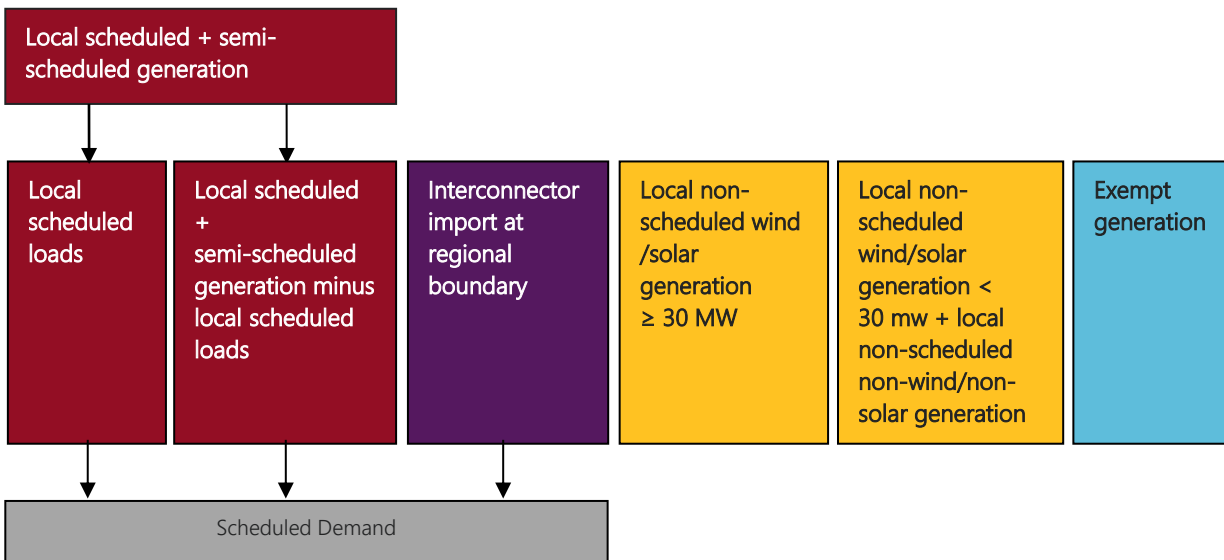 Local scheduled + semi-
scheduled generation
Local
scheduled
loads
Local scheduled
+
semi-scheduled
generation minus
local scheduled
loads
Interconnector
import at
regional
boundary
Local non-
scheduled wind
/solar
generation
≥ 30 MW
Local non-
scheduled
wind/solar
generation <
30 mw + local
non-scheduled
non-wind/non-
solar generation
Exempt
generation
Scheduled Demand